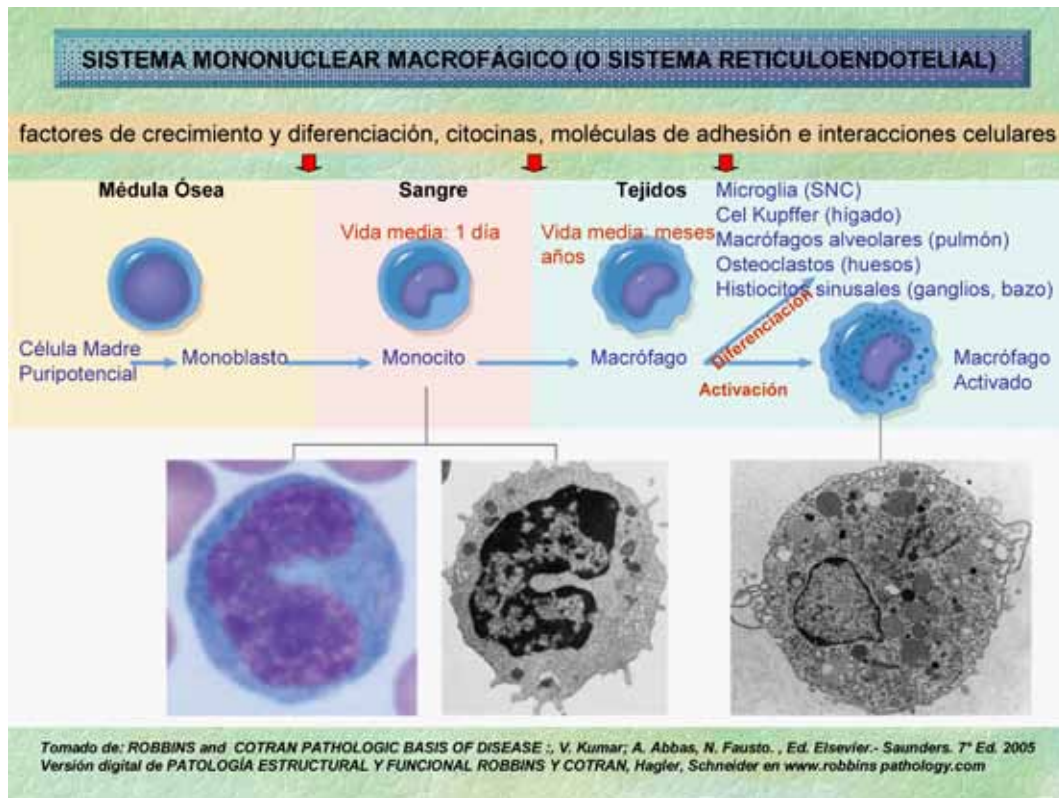 SISTEMA MONONUCLEAR MACROFÁGICO (O SISTEMA RETICULOENDOTELIAL)
factores de crecimiento y diferenciación, citocinas, moléculas de adhesión e interacciones celulares
Médula Ósea
Sangre
Tejidos
Vida media: 1 día
Vida media: meses
años
Microglia (SNC)
Cel Kupffer (hígado)
Macrófagos alveolares (pulmón)
Osteoclastos (huesos)
Histiocitos sinusales (ganglios, bazo)
Célula Madre
Puripotencial
Monoblasto
Monocito
Macrófago
Diferenciación
Activación
Macrófago
Activado
Tomado de: ROBBINS and COTRAN PATHOLOGIC BASIS OF DISEASE :, V. Kumar; A. Abbas, N. Fausto. , Ed. Elsevier.- Saunders. 7° Ed. 2005
Versión digital de PATOLOGÍA ESTRUCTURAL Y FUNCIONAL ROBBINS Y COTRAN, Hagler, Schneider en www.robbins pathology.com